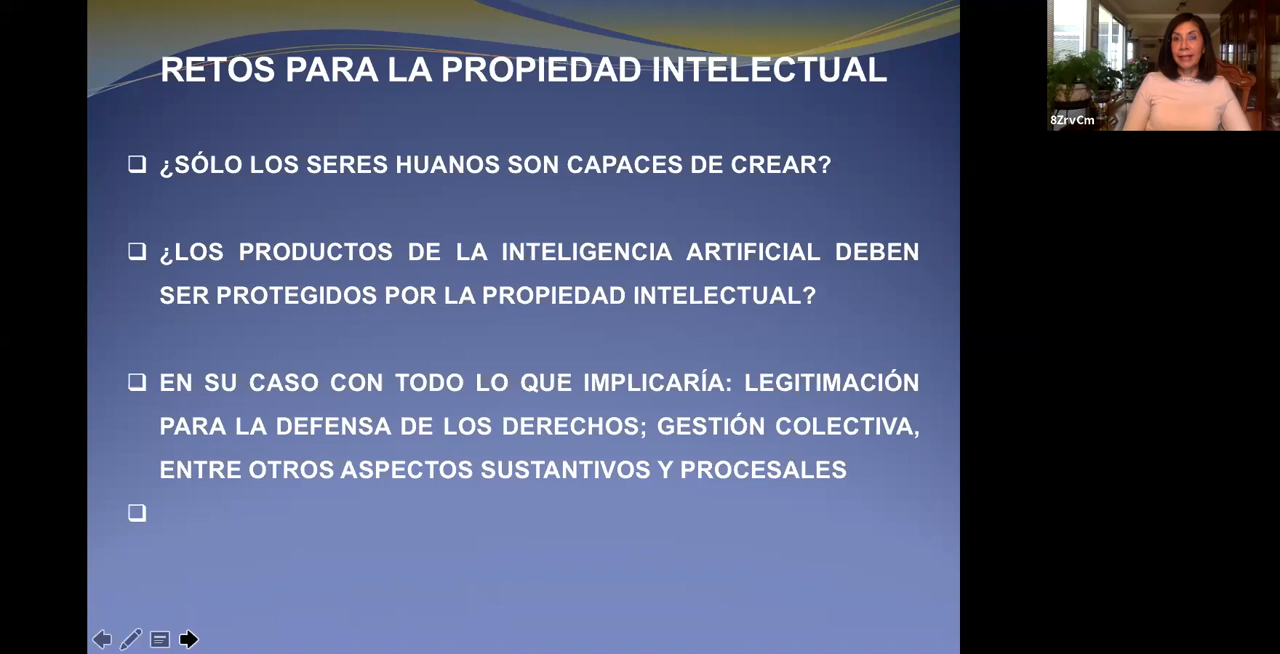 RETOS PARA LA PROPIEDAD INTELECTUAL
¿SÓLO LOS SERES HUANOS SON CAPACES DE CREAR?
¿LOS PRODUCTOS DE LA INTELIGENCIA ARTIFICIAL DEBEN
SER PROTEGIDOS POR LA PROPIEDAD INTELECTUAL?
EN SU CASO CON TODO LO QUE IMPLICARÍA: LEGITIMACIÓN
PARA LA DEFENSA DE LOS DERECHOS; GESTIÓN COLECTIVA,
ENTRE OTROS ASPECTOS SUSTANTIVOS Y PROCESALES
8ZrvCm